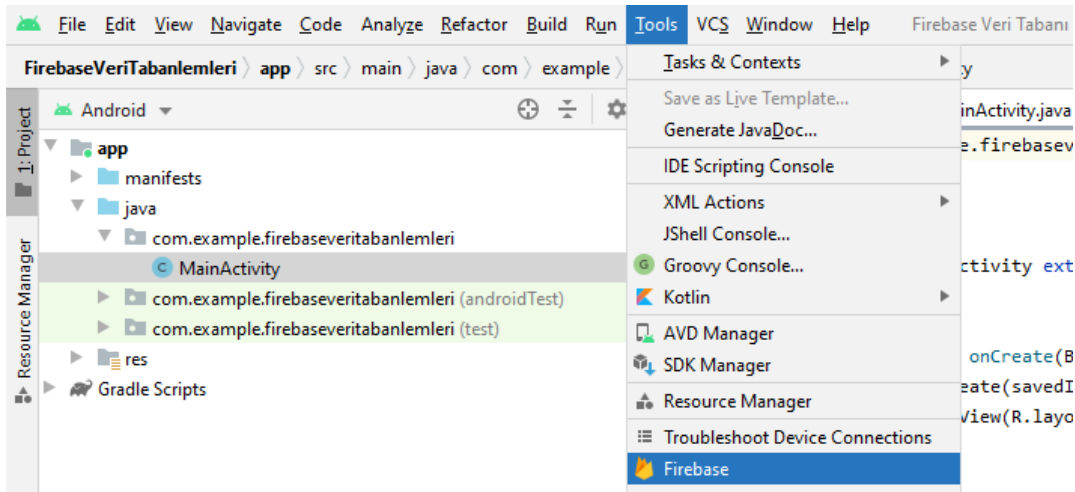 File Edit View Navigate Code Analyze Refactor Build Run Tools VCS Window Help Firebase Veri Tabanı
FirebaseVeriTabanlemleri app src main java com example
Android
1: Project
Resource Manager
app
manifests
java
com.example.firebaseveritabanlemleri
MainActivity
com.example.firebaseveritabanlemleri (androidTest)
com.example.firebaseveritabanlemleri (test)
res
Gradle Scripts
Tasks & Contexts
Save as Live Template...
Generate JavaDoc...
IDE Scripting Console
XML Actions
JShell Console...
Groovy Console...
Kotlin
AVD Manager
SDK Manager
Resource Manager
Troubleshoot Device Connections
Firebase
ty
inActivity.java
e.firebasev
ctivity ext
onCreate(B
eate(savedI
View(R.layo